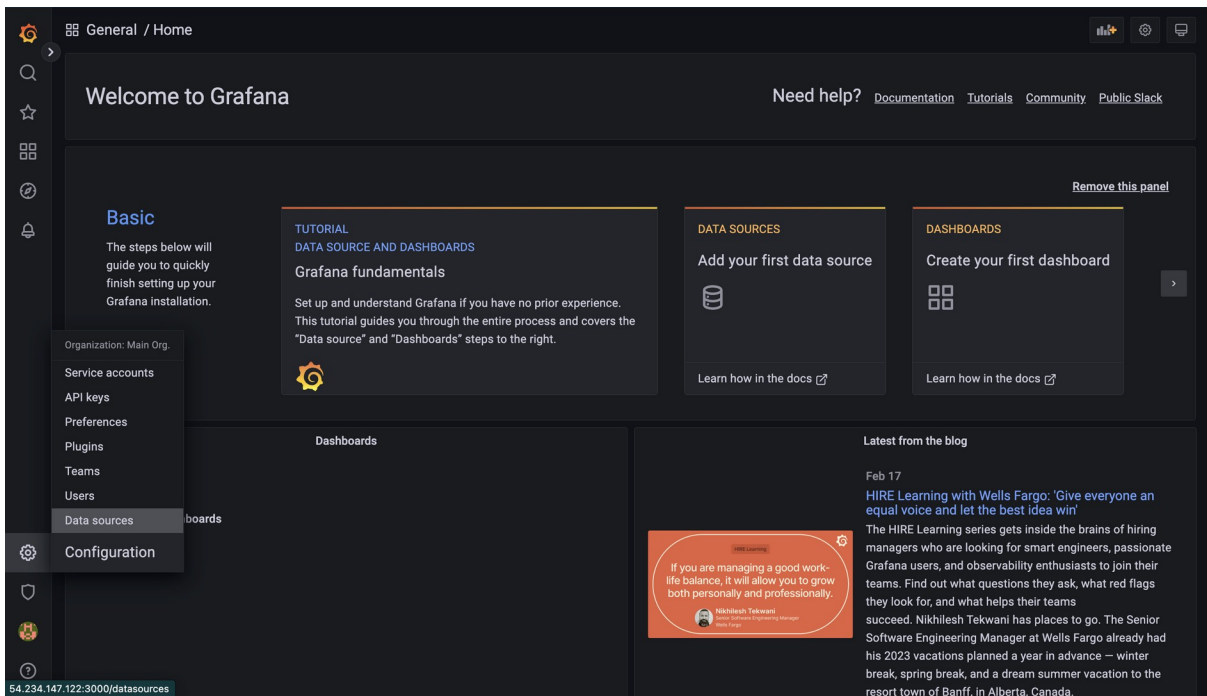 General / Home
Welcome to Grafana
Need help? Documentation Tutorials Community Public Slack
Remove this panel
Basic
The steps below will
guide you to quickly
finish setting up your
Grafana installation.
TUTORIAL
DATA SOURCE AND DASHBOARDS
Grafana fundamentals
Set up and understand Grafana if you have no prior experience.
This tutorial guides you through the entire process and covers the
"Data source" and "Dashboards" steps to the right.
DATA SOURCES
Add your first data source
Learn how in the docs
DASHBOARDS
Create your first dashboard
Learn how in the docs
Organization: Main Org.
Service accounts
API keys
Preferences
Plugins
Teams
Users
Data sources
Configuration
Dashboards
boards
Latest from the blog
Feb 17
HIRE Learning with Wells Fargo: 'Give everyone an
equal voice and let the best idea win'
The HIRE Learning series gets inside the brains of hiring
managers who are looking for smart engineers, passionate
Grafana users, and observability enthusiasts to join their
teams. Find out what questions they ask, what red flags
they look for, and what helps their teams
succeed. Nikhilesh Tekwani has places to go. The Senior
Software Engineering Manager at Wells Fargo already had
his 2023 vacations planned a year in advance — winter
break, spring break, and a dream summer vacation to the
resort town of Banff, in Alberta, Canada.
HIRE Learning
If you are managing a good work-
life balance, it will allow you to grow
both personally and professionally.
Nikhilesh Tekwani
Senior Software Engineering Manager
Wells Fargo
54.234.147.122:3000/datasources